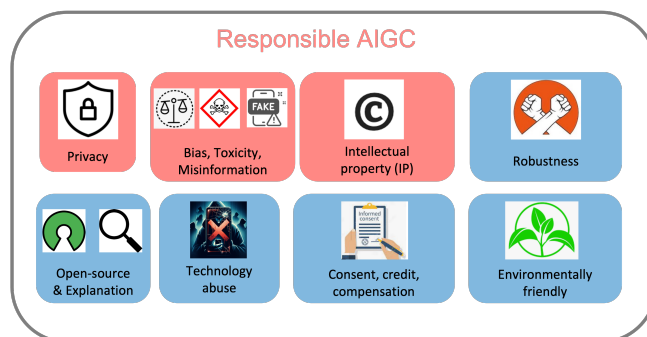 Responsible AIGC
FAKE
©
Privacy
Bias, Toxicity,
Misinformation
Intellectual
property (IP)
Robustness
Informed
consent
Open-source
& Explanation
Technology
abuse
Consent, credit,
compensation
Environmentally
friendly